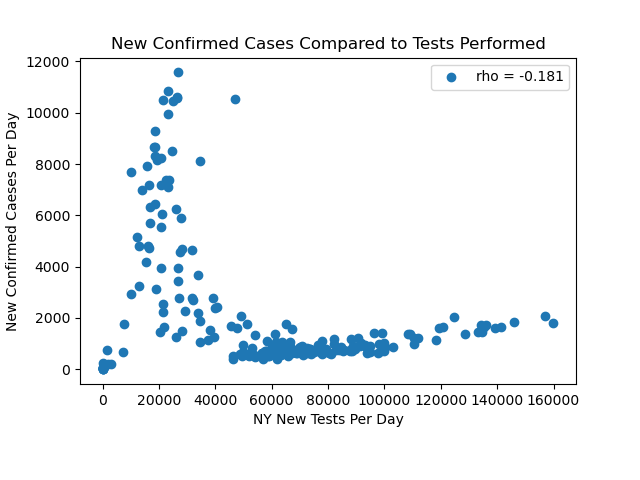 New Confirmed Cases Compared to Tests Performed
rho = -0.181
12000
10000
8000
6000
4000
2000
0
New Confirmed Caeses Per Day
0 20000 40000 60000 80000 100000 120000 140000 160000
NY New Tests Per Day